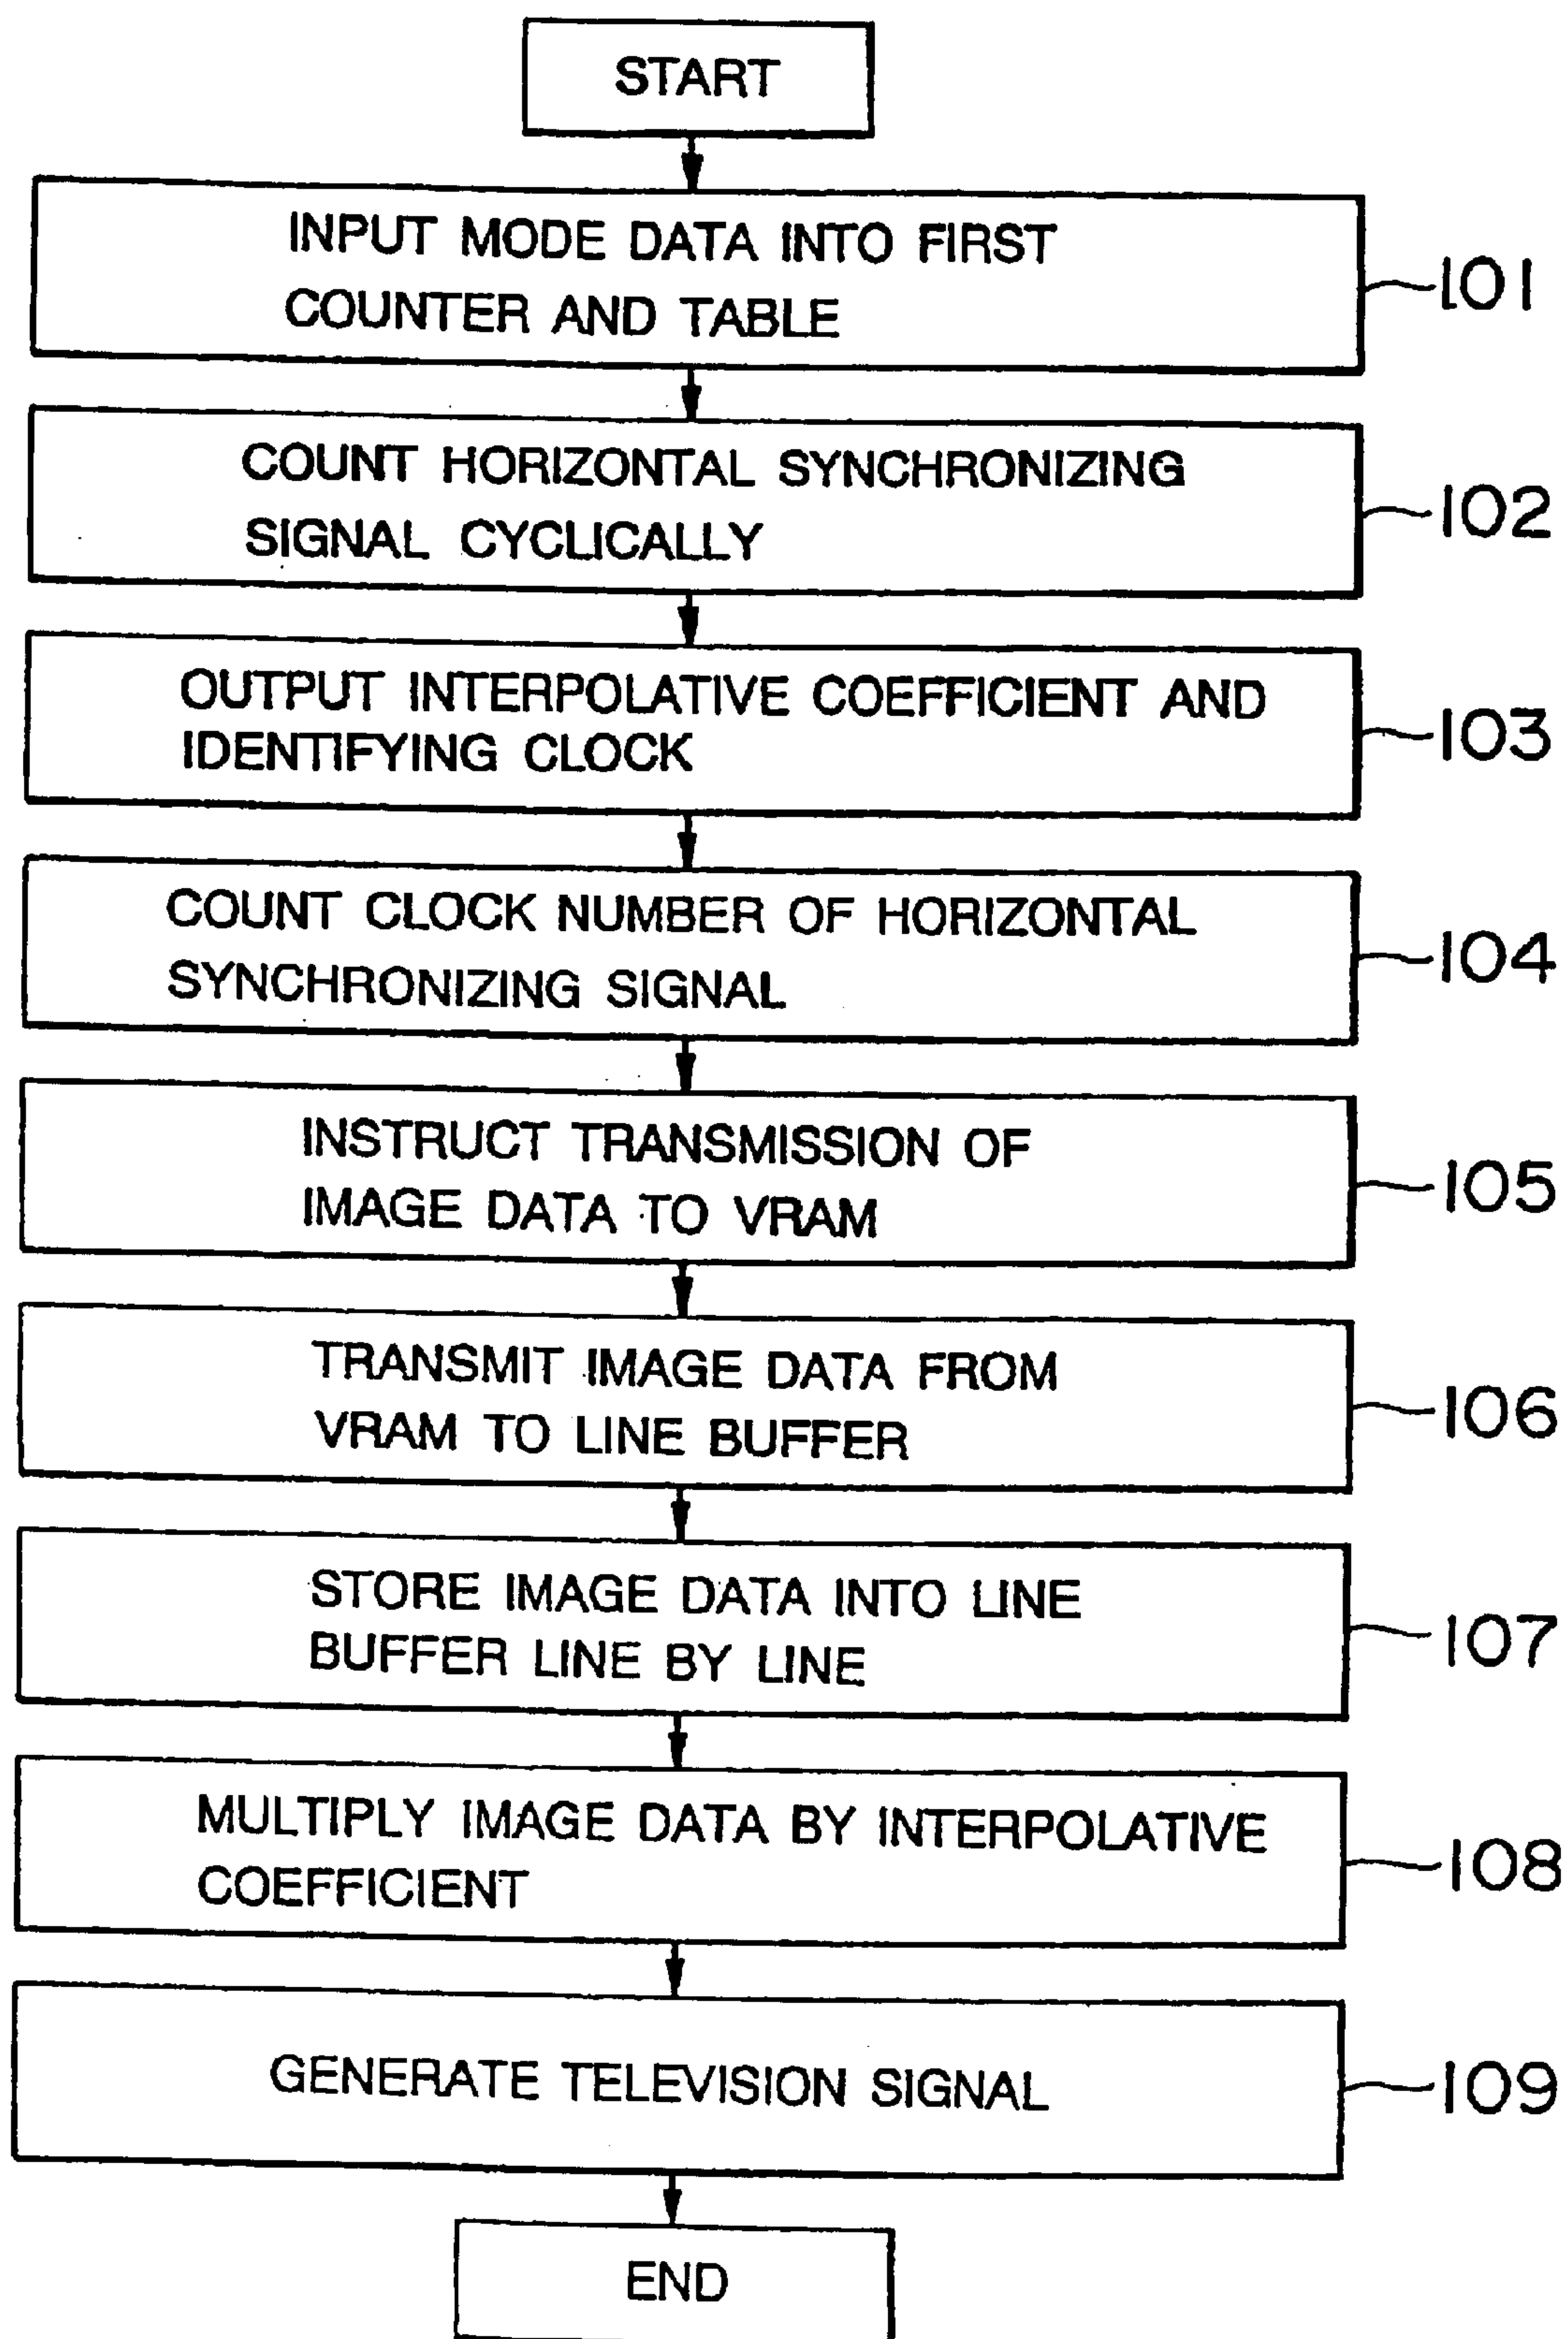 START
INPUT MODE DATA INTO FIRST
COUNTER AND TABLE
101
COUNT HORIZONTAL SYNCHRONIZING
SIGNAL CYCLICALLY
102
OUTPUT INTERPOLATIVE COEFFICIENT AND
IDENTIFYING CLOCK
103
COUNT CLOCK NUMBER OF HORIZONTAL
SYNCHRONIZING SIGNAL
104
INSTRUCT TRANSMISSION OF
IMAGE DATA TO VRAM
105
TRANSMIT IMAGE DATA FROM
VRAM TO LINE BUFFER
106
STORE IMAGE DATA INTO LINE
BUFFER LINE BY LINE
107
MULTIPLY IMAGE DATA BY INTERPOLATIVE
COEFFICIENT
108
GENERATE TELEVISION SIGNAL
109
END